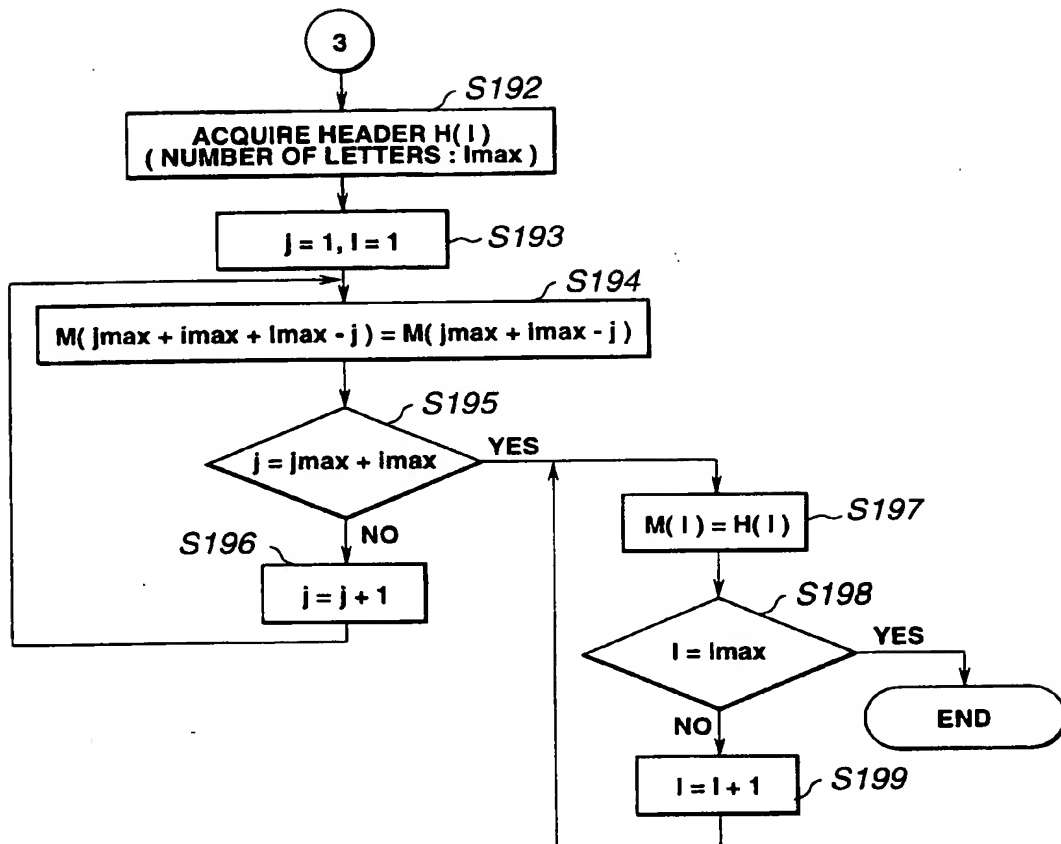 3
S192
ACQUIRE HEADER H( l )
( NUMBER OF LETTERS : lmax )
j = 1, l = 1
S193
S194
M( jmax + imax + lmax - j ) = M( jmax + imax - j )
S195
j = jmax + imax
YES
NO
S196
j = j + 1
M( l ) = H( l )
S197
S198
l = lmax
YES
NO
END
l = l + 1
S199